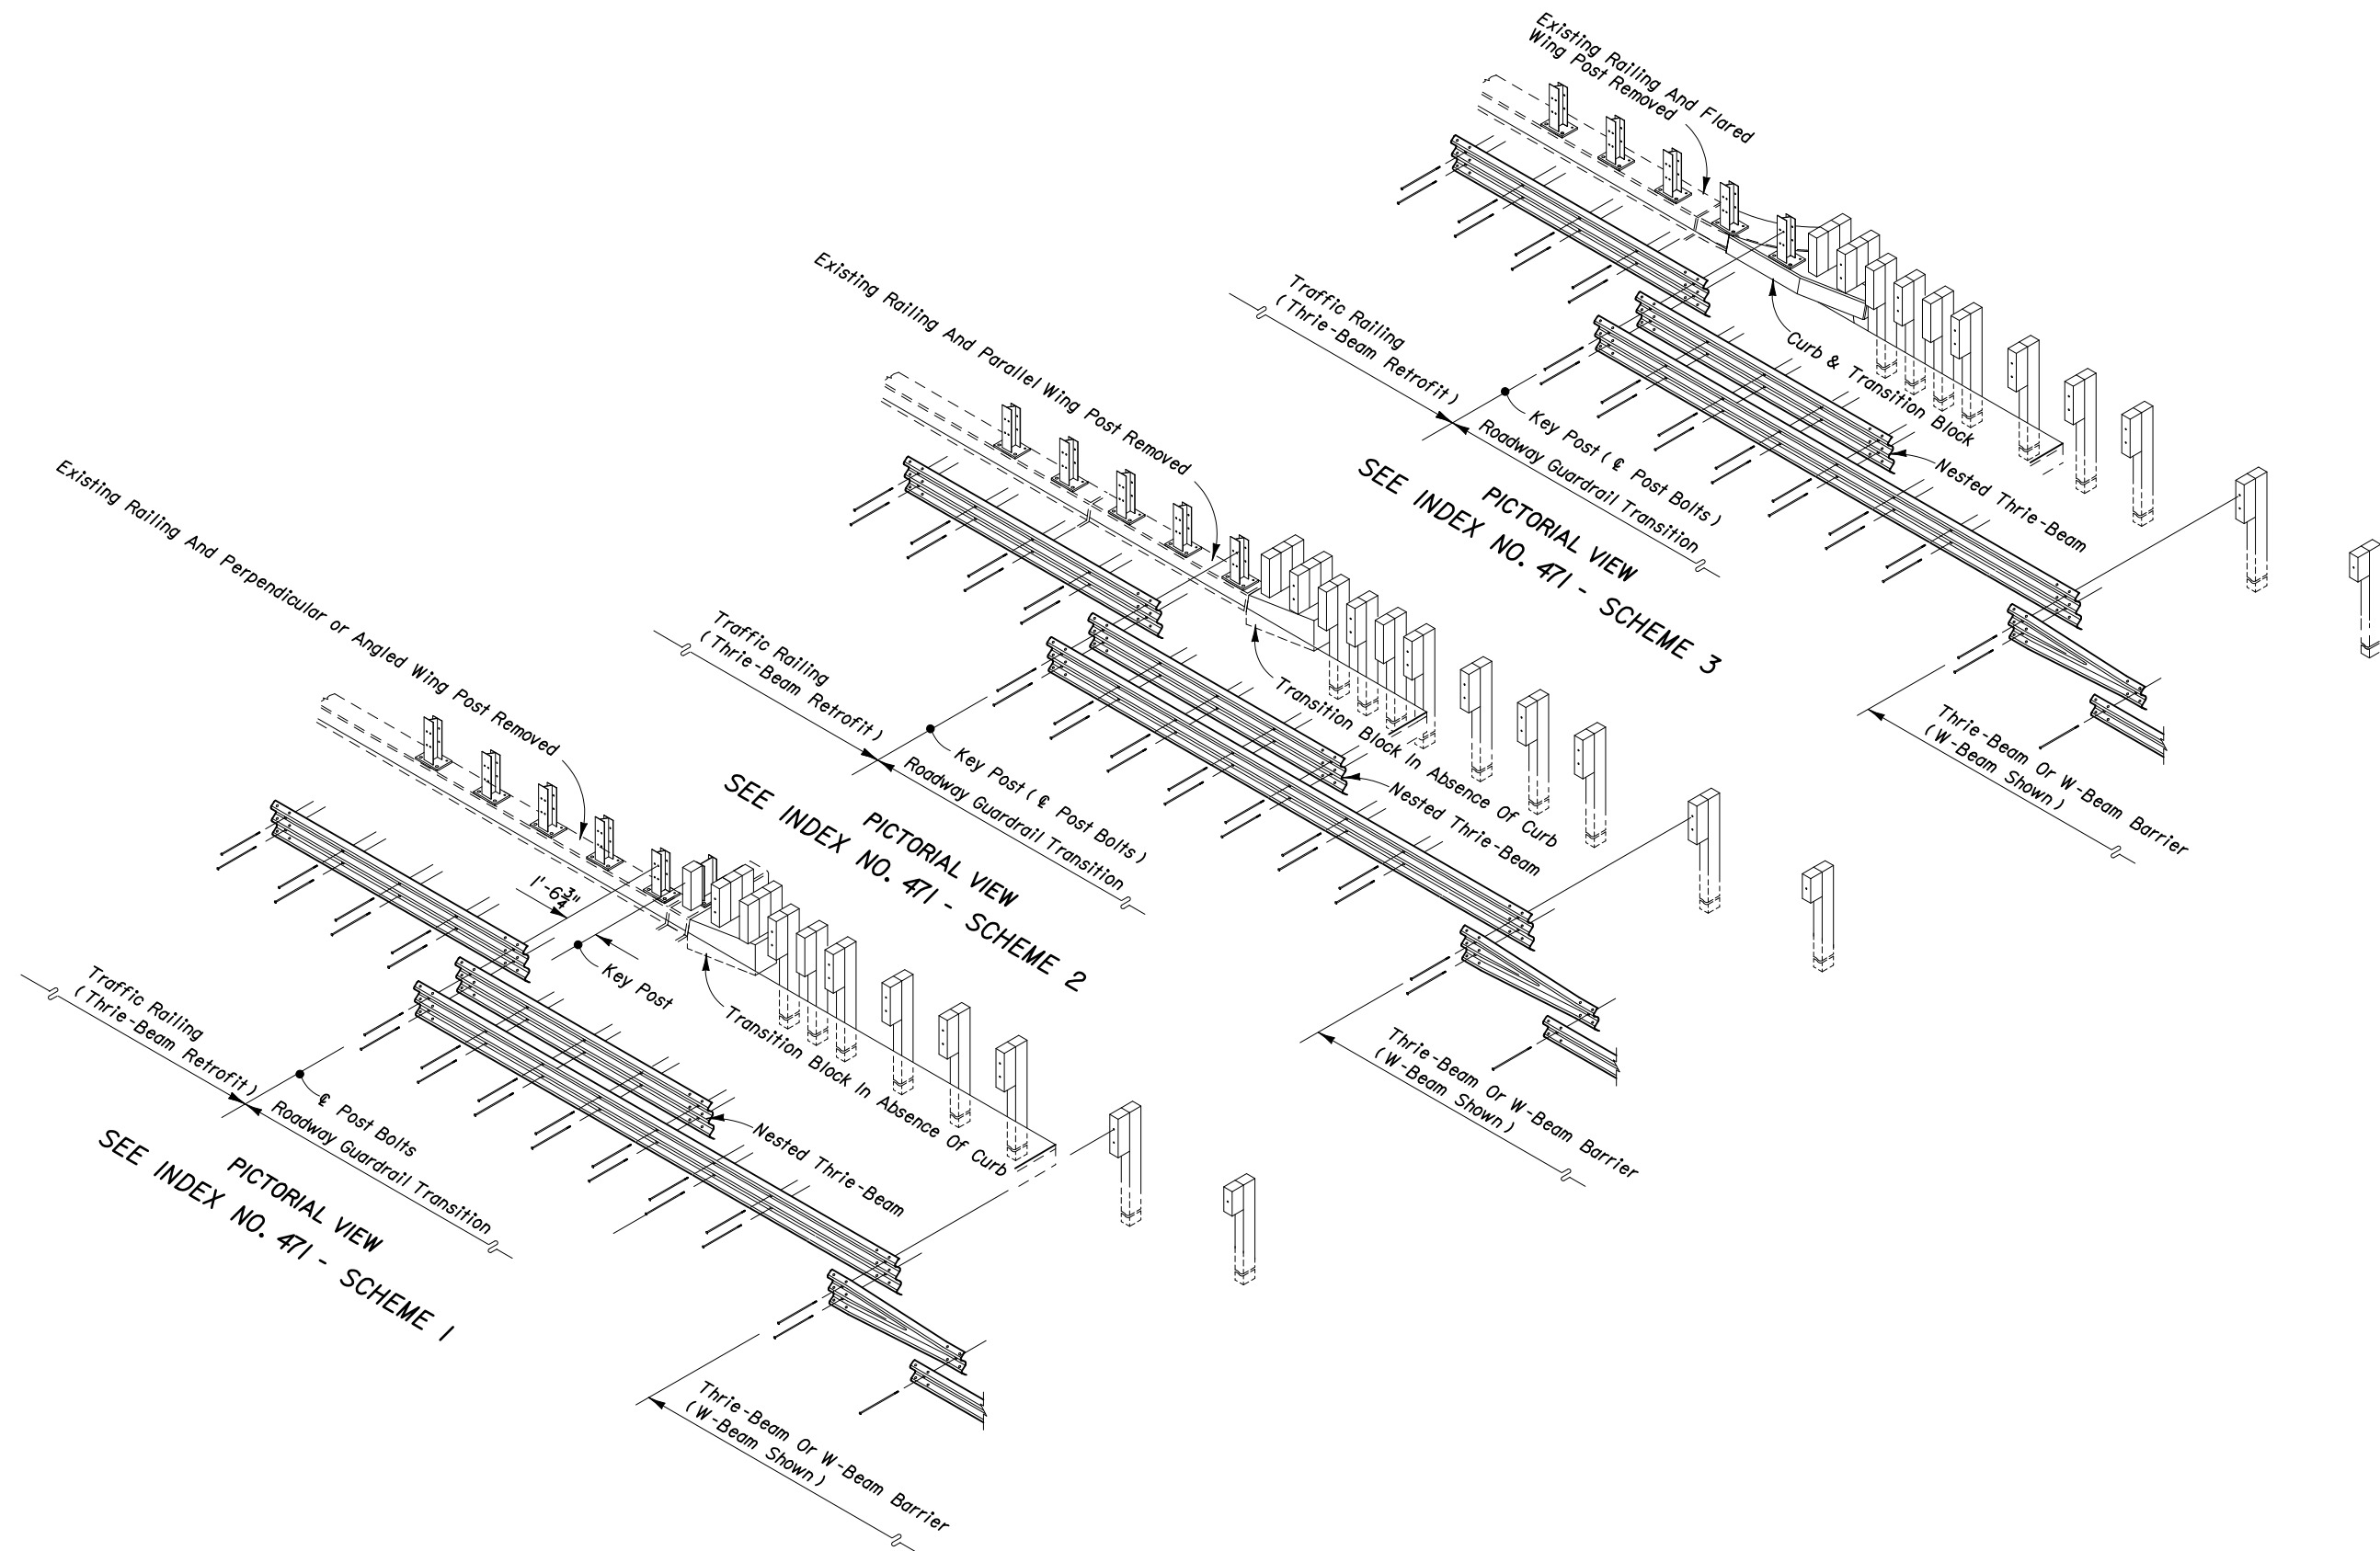 Existing Railing And Perpendicular or Angled Wing Post Removed
1'-6¾"
Key Post
Transition Block In Absence Of Curb
Nested Thrie-Beam
Traffic Railing
(Thrie-Beam Retrofit)
℄ Post Bolts
Roadway Guardrail Transition
PICTORIAL VIEW
SEE INDEX NO. 471 - SCHEME 1
Thrie-Beam Or W-Beam Barrier
(W-Beam Shown)
Existing Railing And Parallel Wing Post Removed
Transition Block In Absence Of Curb
Nested Thrie-Beam
Traffic Railing
(Thrie-Beam Retrofit)
Key Post (℄ Post Bolts)
Roadway Guardrail Transition
PICTORIAL VIEW
SEE INDEX NO. 471 - SCHEME 2
Thrie-Beam Or W-Beam Barrier
(W-Beam Shown)
Existing Railing And Flared
Wing Post Removed
Curb & Transition Block
Nested Thrie-Beam
Traffic Railing
(Thrie-Beam Retrofit)
Key Post (℄ Post Bolts)
Roadway Guardrail Transition
PICTORIAL VIEW
SEE INDEX NO. 471 - SCHEME 3
Thrie-Beam Or W-Beam Barrier
(W-Beam Shown)